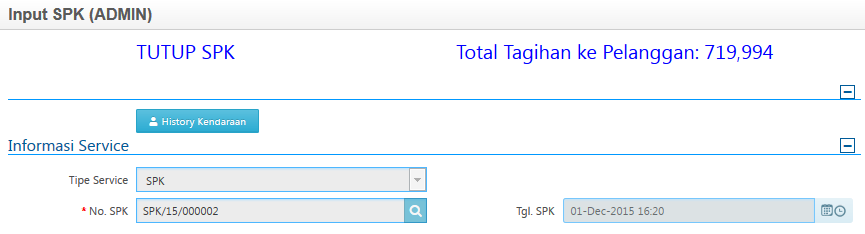 Input SPK (ADMIN)
TUTUP SPK Total Tagihan ke Pelanggan: 719,994
History Kendaraan
Informasi Service
Tipe Service SPK
* No. SPK SPK/15/000002 Tgl. SPK 01-Dec-2015 16:20